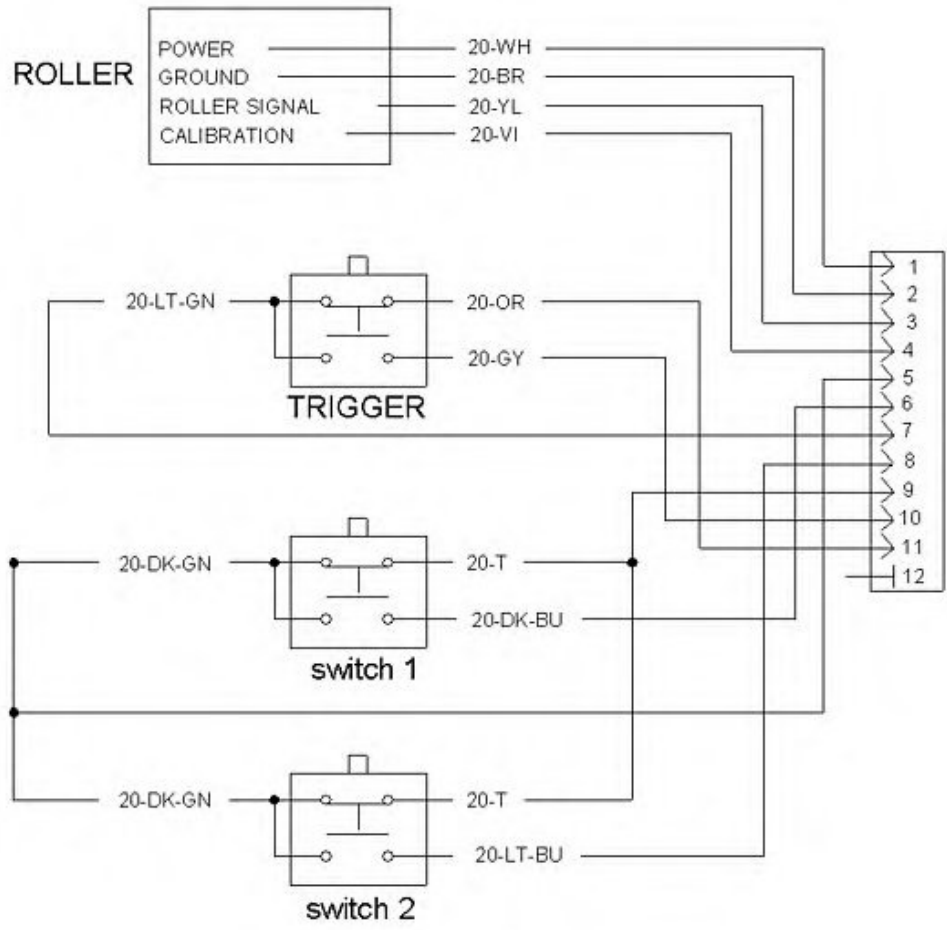 ROLLER
POWER
GROUND
ROLLER SIGNAL
CALIBRATION
20-WH
20-BR
20-YL
20-VI
20-LT-GN
20-OR
20-GY
TRIGGER
1
2
3
4
5
6
7
8
9
10
11
12
20-DK-GN
20-T
20-DK-BU
switch 1
20-DK-GN
20-T
20-LT-BU
switch 2